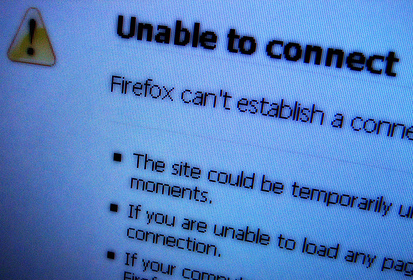 Unable to connect
Firefox can't establish a
The site could be temporarily
moments.
If you are unable to load any
connection.
If your
Firefox